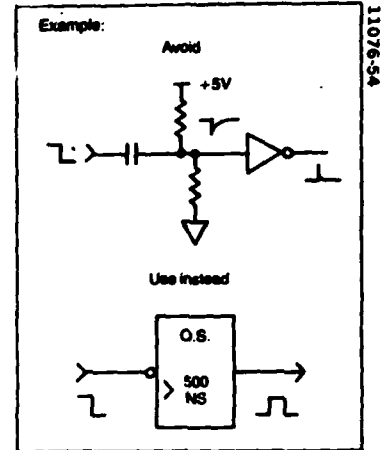 Example:
Avoid
+5V
Use instead
O.S.
500
NS
11076-54